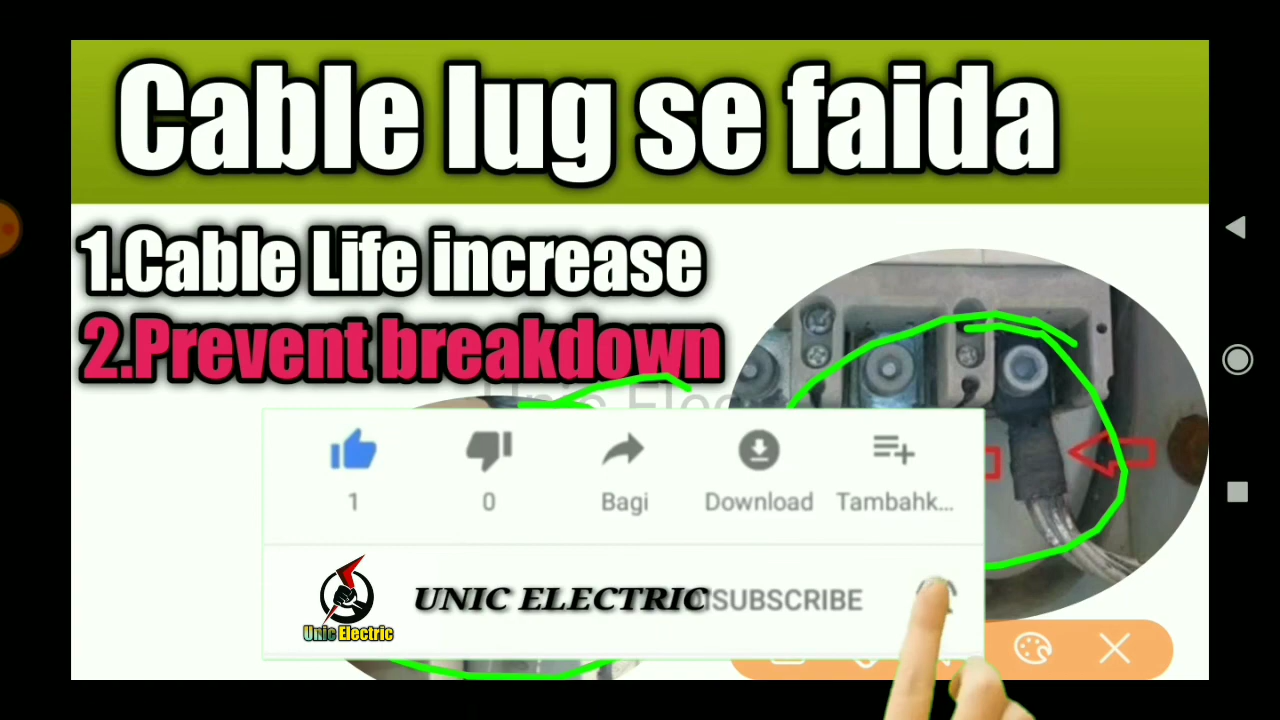 Cable lug se faida
1.Cable Life increase
2.Prevent breakdown
1
0
Bagi
Download
Tambahk...
UNIC ELECTRIC
SUBSCRIBE
Unic Electric